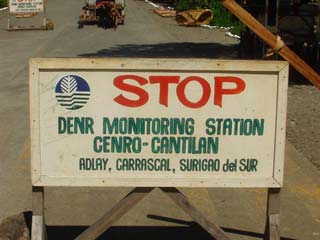 STOP
DENR MONITORING STATION
CENRO-CANTILAN
ADLAY, CARRASCAL, SURIGAO del SUR